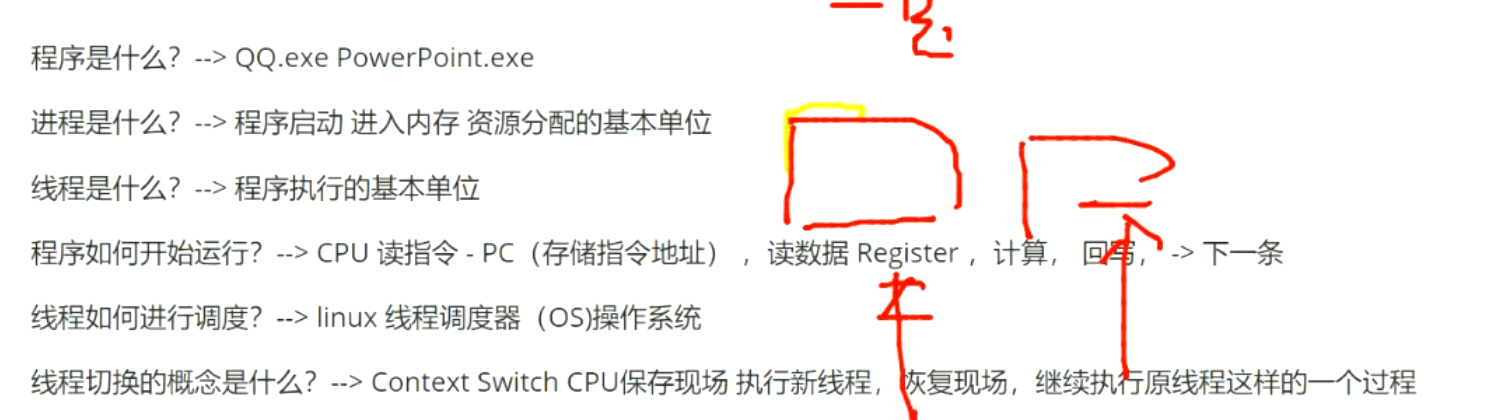 程序是什么？--> QQ.exe PowerPoint.exe
进程是什么？--> 程序启动 进入内存 资源分配的基本单位
线程是什么？--> 程序执行的基本单位
程序如何开始运行？--> CPU 读指令 - PC（存储指令地址），读数据 Register ，计算， 回写， -> 下一条
线程如何进行调度？--> linux 线程调度器（OS)操作系统
线程切换的概念是什么？--> Context Switch CPU保存现场 执行新线程，恢复现场，继续执行原线程这样的一个过程